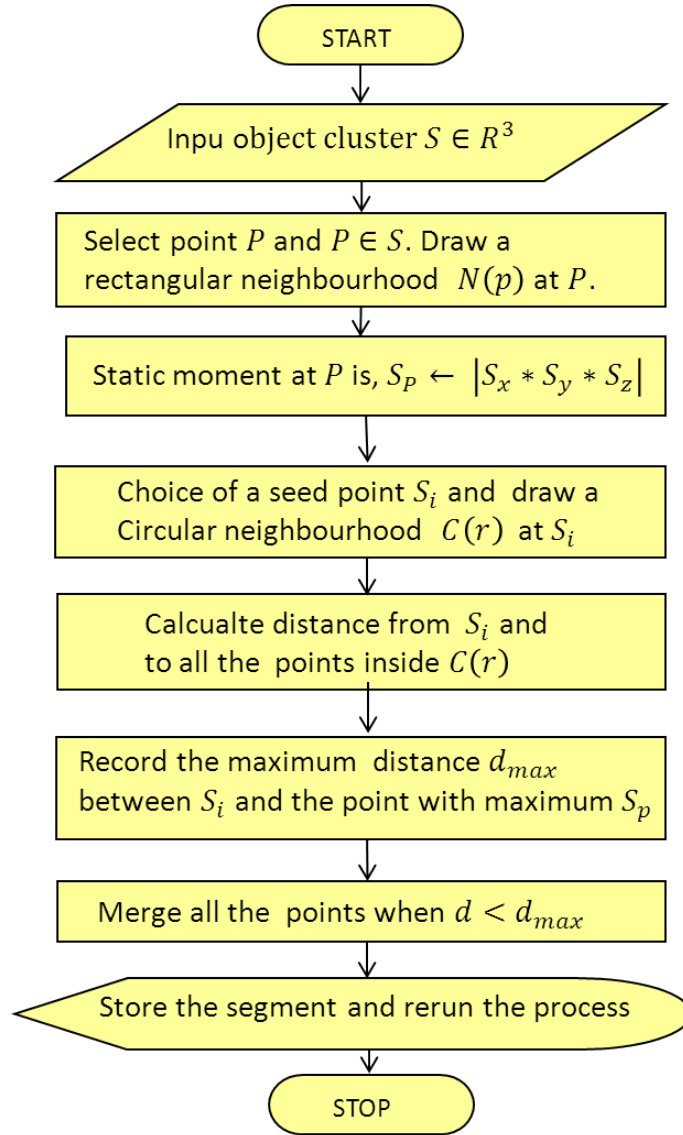 START
Inpu object cluster S ∈ R³
Select point P and P ∈ S. Draw a
rectangular neighbourhood N(p) at P.
Static moment at P is, S_P ← |S_x * S_y * S_z|
Choice of a seed point S_i and draw a
Circular neighbourhood C(r) at S_i
Calcualte distance from S_i and
to all the points inside C(r)
Record the maximum distance d_max
between S_i and the point with maximum S_p
Merge all the points when d < d_max
Store the segment and rerun the process
STOP